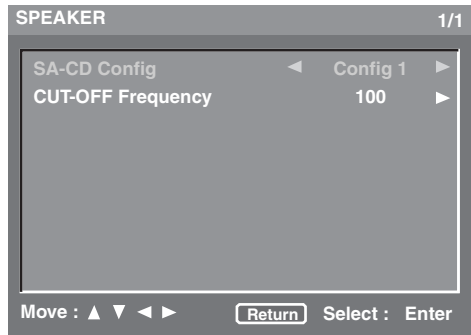 SPEAKER 1/1
SA-CD Config ◄ Config 1 ►
CUT-OFF Frequency 100 ►
Move : ▲ ▼ ◄ ► Return Select : Enter